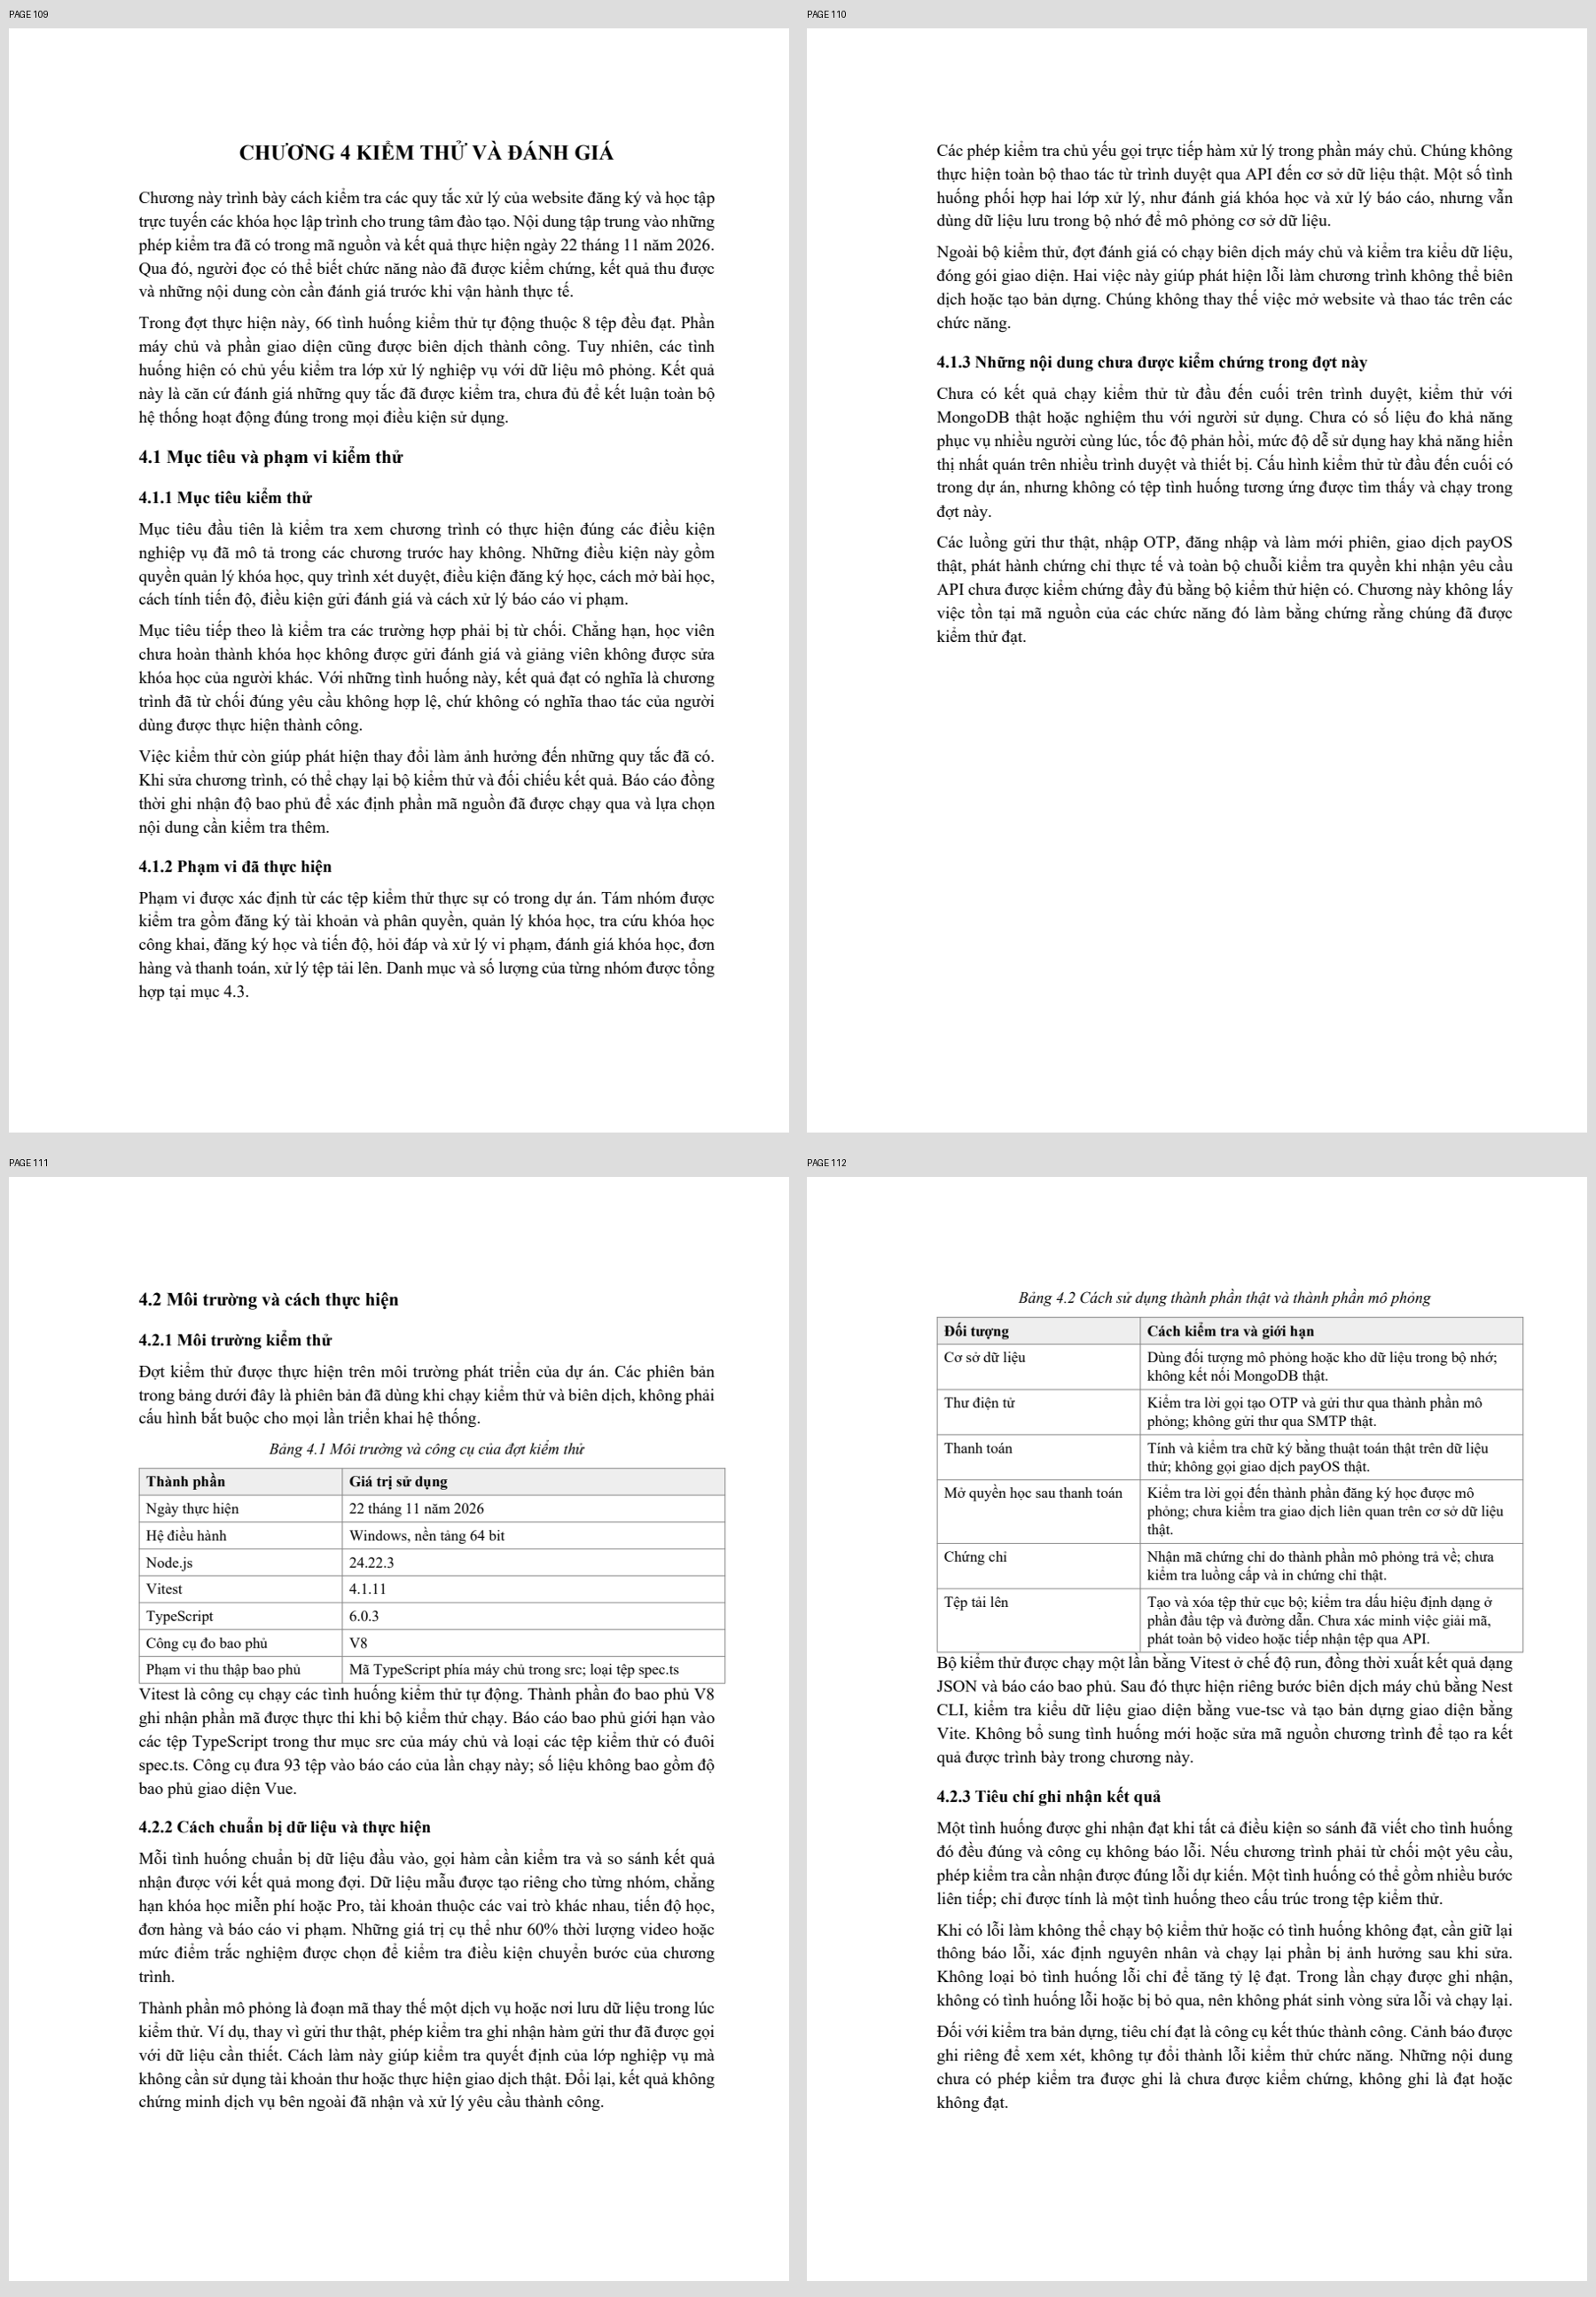 PAGE 109
CHƯƠNG 4 KIỂM THỬ VÀ ĐÁNH GIÁ
Chương này trình bày cách kiểm tra các quy tắc xử lý của website đăng ký và học tập
trực tuyến các khóa học lập trình cho trung tâm đào tạo. Nội dung tập trung vào những
phép kiểm tra đã có trong mã nguồn và kết quả thực hiện ngày 22 tháng 11 năm 2026.
Qua đó, người đọc có thể biết chức năng nào đã được kiểm chứng, kết quả thu được
và những nội dung còn cần đánh giá trước khi vận hành thực tế.
Trong đợt thực hiện này, 66 tình huống kiểm thử tự động thuộc 8 tệp đều đạt. Phần
máy chủ và phần giao diện cũng được biên dịch thành công. Tuy nhiên, các tình
huống hiện có chủ yếu kiểm tra lớp xử lý nghiệp vụ với dữ liệu mô phỏng. Kết quả
này là căn cứ đánh giá những quy tắc đã được kiểm tra, chưa đủ để kết luận toàn bộ
hệ thống hoạt động đúng trong mọi điều kiện sử dụng.
4.1 Mục tiêu và phạm vi kiểm thử
4.1.1 Mục tiêu kiểm thử
Mục tiêu đầu tiên là kiểm tra xem chương trình có thực hiện đúng các điều kiện
nghiệp vụ đã mô tả trong các chương trước hay không. Những điều kiện này gồm
quyền quản lý khóa học, quy trình xét duyệt, điều kiện đăng ký học, cách mở bài học,
cách tính tiến độ, điều kiện gửi đánh giá và cách xử lý báo cáo vi phạm.
Mục tiêu tiếp theo là kiểm tra các trường hợp phải bị từ chối. Chẳng hạn, học viên
chưa hoàn thành khóa học không được gửi đánh giá và giảng viên không được sửa
khóa học của người khác. Với những tình huống này, kết quả đạt có nghĩa là chương
trình đã từ chối đúng yêu cầu không hợp lệ, chứ không có nghĩa thao tác của người
dùng được thực hiện thành công.
Việc kiểm thử còn giúp phát hiện thay đổi làm ảnh hưởng đến những quy tắc đã có.
Khi sửa chương trình, có thể chạy lại bộ kiểm thử và đối chiếu kết quả. Báo cáo đồng
thời ghi nhận độ bao phủ để xác định phần mã nguồn đã được chạy qua và lựa chọn
nội dung cần kiểm tra thêm.
4.1.2 Phạm vi đã thực hiện
Phạm vi được xác định từ các tệp kiểm thử thực sự có trong dự án. Tám nhóm được
kiểm tra gồm đăng ký tài khoản và phân quyền, quản lý khóa học, tra cứu khóa học
công khai, đăng ký học và tiến độ, hỏi đáp và xử lý vi phạm, đánh giá khóa học, đơn
hàng và thanh toán, xử lý tệp tải lên. Danh mục và số lượng của từng nhóm được tổng
hợp tại mục 4.3.
PAGE 110
Các phép kiểm tra chủ yếu gọi trực tiếp hàm xử lý trong phần máy chủ. Chúng không
thực hiện toàn bộ thao tác từ trình duyệt qua API đến cơ sở dữ liệu thật. Một số tình
huống phối hợp hai lớp xử lý, như đánh giá khóa học và xử lý báo cáo, nhưng vẫn
dùng dữ liệu lưu trong bộ nhớ để mô phỏng cơ sở dữ liệu.
Ngoài bộ kiểm thử, đợt đánh giá có chạy biên dịch máy chủ và kiểm tra kiểu dữ liệu,
đóng gói giao diện. Hai việc này giúp phát hiện lỗi làm chương trình không thể biên
dịch hoặc tạo bản dựng. Chúng không thay thế việc mở website và thao tác trên các
chức năng.
4.1.3 Những nội dung chưa được kiểm chứng trong đợt này
Chưa có kết quả chạy kiểm thử từ đầu đến cuối trên trình duyệt, kiểm thử với
MongoDB thật hoặc nghiệm thu với người sử dụng. Chưa có số liệu đo khả năng
phục vụ nhiều người cùng lúc, tốc độ phản hồi, mức độ dễ sử dụng hay khả năng hiển
thị nhất quán trên nhiều trình duyệt và thiết bị. Cấu hình kiểm thử từ đầu đến cuối có
trong dự án, nhưng không có tệp tình huống tương ứng được tìm thấy và chạy trong
đợt này.
Các luồng gửi thư thật, nhập OTP, đăng nhập và làm mới phiên, giao dịch payOS
thật, phát hành chứng chỉ thực tế và toàn bộ chuỗi kiểm tra quyền khi nhận yêu cầu
API chưa được kiểm chứng đầy đủ bằng bộ kiểm thử hiện có. Chương này không lấy
việc tồn tại mã nguồn của các chức năng đó làm bằng chứng rằng chúng đã được
kiểm thử đạt.
PAGE 111
4.2 Môi trường và cách thực hiện
4.2.1 Môi trường kiểm thử
Đợt kiểm thử được thực hiện trên môi trường phát triển của dự án. Các phiên bản
trong bảng dưới đây là phiên bản đã dùng khi chạy kiểm thử và biên dịch, không phải
cấu hình bắt buộc cho mọi lần triển khai hệ thống.
Bảng 4.1 Môi trường và công cụ của đợt kiểm thử
Thành phần Giá trị sử dụng
Ngày thực hiện 22 tháng 11 năm 2026
Hệ điều hành Windows, nền tảng 64 bit
Node.js 24.22.3
Vitest 4.1.11
TypeScript 6.0.3
Công cụ đo bao phủ V8
Phạm vi thu thập bao phủ Mã TypeScript phía máy chủ trong src; loại tệp spec.ts
Vitest là công cụ chạy các tình huống kiểm thử tự động. Thành phần đo bao phủ V8
ghi nhận phần mã được thực thi khi bộ kiểm thử chạy. Báo cáo bao phủ giới hạn vào
các tệp TypeScript trong thư mục src của máy chủ và loại các tệp kiểm thử có đuôi
spec.ts. Công cụ đưa 93 tệp vào báo cáo của lần chạy này; số liệu không bao gồm độ
bao phủ giao diện Vue.
4.2.2 Cách chuẩn bị dữ liệu và thực hiện
Mỗi tình huống chuẩn bị dữ liệu đầu vào, gọi hàm cần kiểm tra và so sánh kết quả
nhận được với kết quả mong đợi. Dữ liệu mẫu được tạo riêng cho từng nhóm, chẳng
hạn khóa học miễn phí hoặc Pro, tài khoản thuộc các vai trò khác nhau, tiến độ học,
đơn hàng và báo cáo vi phạm. Những giá trị cụ thể như 60% thời lượng video hoặc
mức điểm trắc nghiệm được chọn để kiểm tra điều kiện chuyển bước của chương
trình.
Thành phần mô phỏng là đoạn mã thay thế một dịch vụ hoặc nơi lưu dữ liệu trong lúc
kiểm thử. Ví dụ, thay vì gửi thư thật, phép kiểm tra ghi nhận hàm gửi thư đã được gọi
với dữ liệu cần thiết. Cách làm này giúp kiểm tra quyết định của lớp nghiệp vụ mà
không cần sử dụng tài khoản thư hoặc thực hiện giao dịch thật. Đổi lại, kết quả không
chứng minh dịch vụ bên ngoài đã nhận và xử lý yêu cầu thành công.
PAGE 112
Bảng 4.2 Cách sử dụng thành phần thật và thành phần mô phỏng
Đối tượng Cách kiểm tra và giới hạn
Cơ sở dữ liệu Dùng đối tượng mô phỏng hoặc kho dữ liệu trong bộ nhớ;
không kết nối MongoDB thật.
Thư điện tử Kiểm tra lời gọi tạo OTP và gửi thư qua thành phần mô
phỏng; không gửi thư qua SMTP thật.
Thanh toán Tính và kiểm tra chữ ký bằng thuật toán thật trên dữ liệu
thử; không gọi giao dịch payOS thật.
Mở quyền học sau thanh toán Kiểm tra lời gọi đến thành phần đăng ký học được mô
phỏng; chưa kiểm tra giao dịch liên quan trên cơ sở dữ liệu
thật.
Chứng chỉ Nhận mã chứng chỉ do thành phần mô phỏng trả về; chưa
kiểm tra luồng cấp và in chứng chỉ thật.
Tệp tải lên Tạo và xóa tệp thử cục bộ; kiểm tra dấu hiệu định dạng ở
phần đầu tệp và đường dẫn. Chưa xác minh việc giải mã,
phát toàn bộ video hoặc tiếp nhận tệp qua API.
Bộ kiểm thử được chạy một lần bằng Vitest ở chế độ run, đồng thời xuất kết quả dạng
JSON và báo cáo bao phủ. Sau đó thực hiện riêng bước biên dịch máy chủ bằng Nest
CLI, kiểm tra kiểu dữ liệu giao diện bằng vue-tsc và tạo bản dựng giao diện bằng
Vite. Không bổ sung tình huống mới hoặc sửa mã nguồn chương trình để tạo ra kết
quả được trình bày trong chương này.
4.2.3 Tiêu chí ghi nhận kết quả
Một tình huống được ghi nhận đạt khi tất cả điều kiện so sánh đã viết cho tình huống
đó đều đúng và công cụ không báo lỗi. Nếu chương trình phải từ chối một yêu cầu,
phép kiểm tra cần nhận được đúng lỗi dự kiến. Một tình huống có thể gồm nhiều bước
liên tiếp; chỉ được tính là một tình huống theo cấu trúc trong tệp kiểm thử.
Khi có lỗi làm không thể chạy bộ kiểm thử hoặc có tình huống không đạt, cần giữ lại
thông báo lỗi, xác định nguyên nhân và chạy lại phần bị ảnh hưởng sau khi sửa.
Không loại bỏ tình huống lỗi chỉ để tăng tỷ lệ đạt. Trong lần chạy được ghi nhận,
không có tình huống lỗi hoặc bị bỏ qua, nên không phát sinh vòng sửa lỗi và chạy lại.
Đối với kiểm tra bản dựng, tiêu chí đạt là công cụ kết thúc thành công. Cảnh báo được
ghi riêng để xem xét, không tự đổi thành lỗi kiểm thử chức năng. Những nội dung
chưa có phép kiểm tra được ghi là chưa được kiểm chứng, không ghi là đạt hoặc
không đạt.